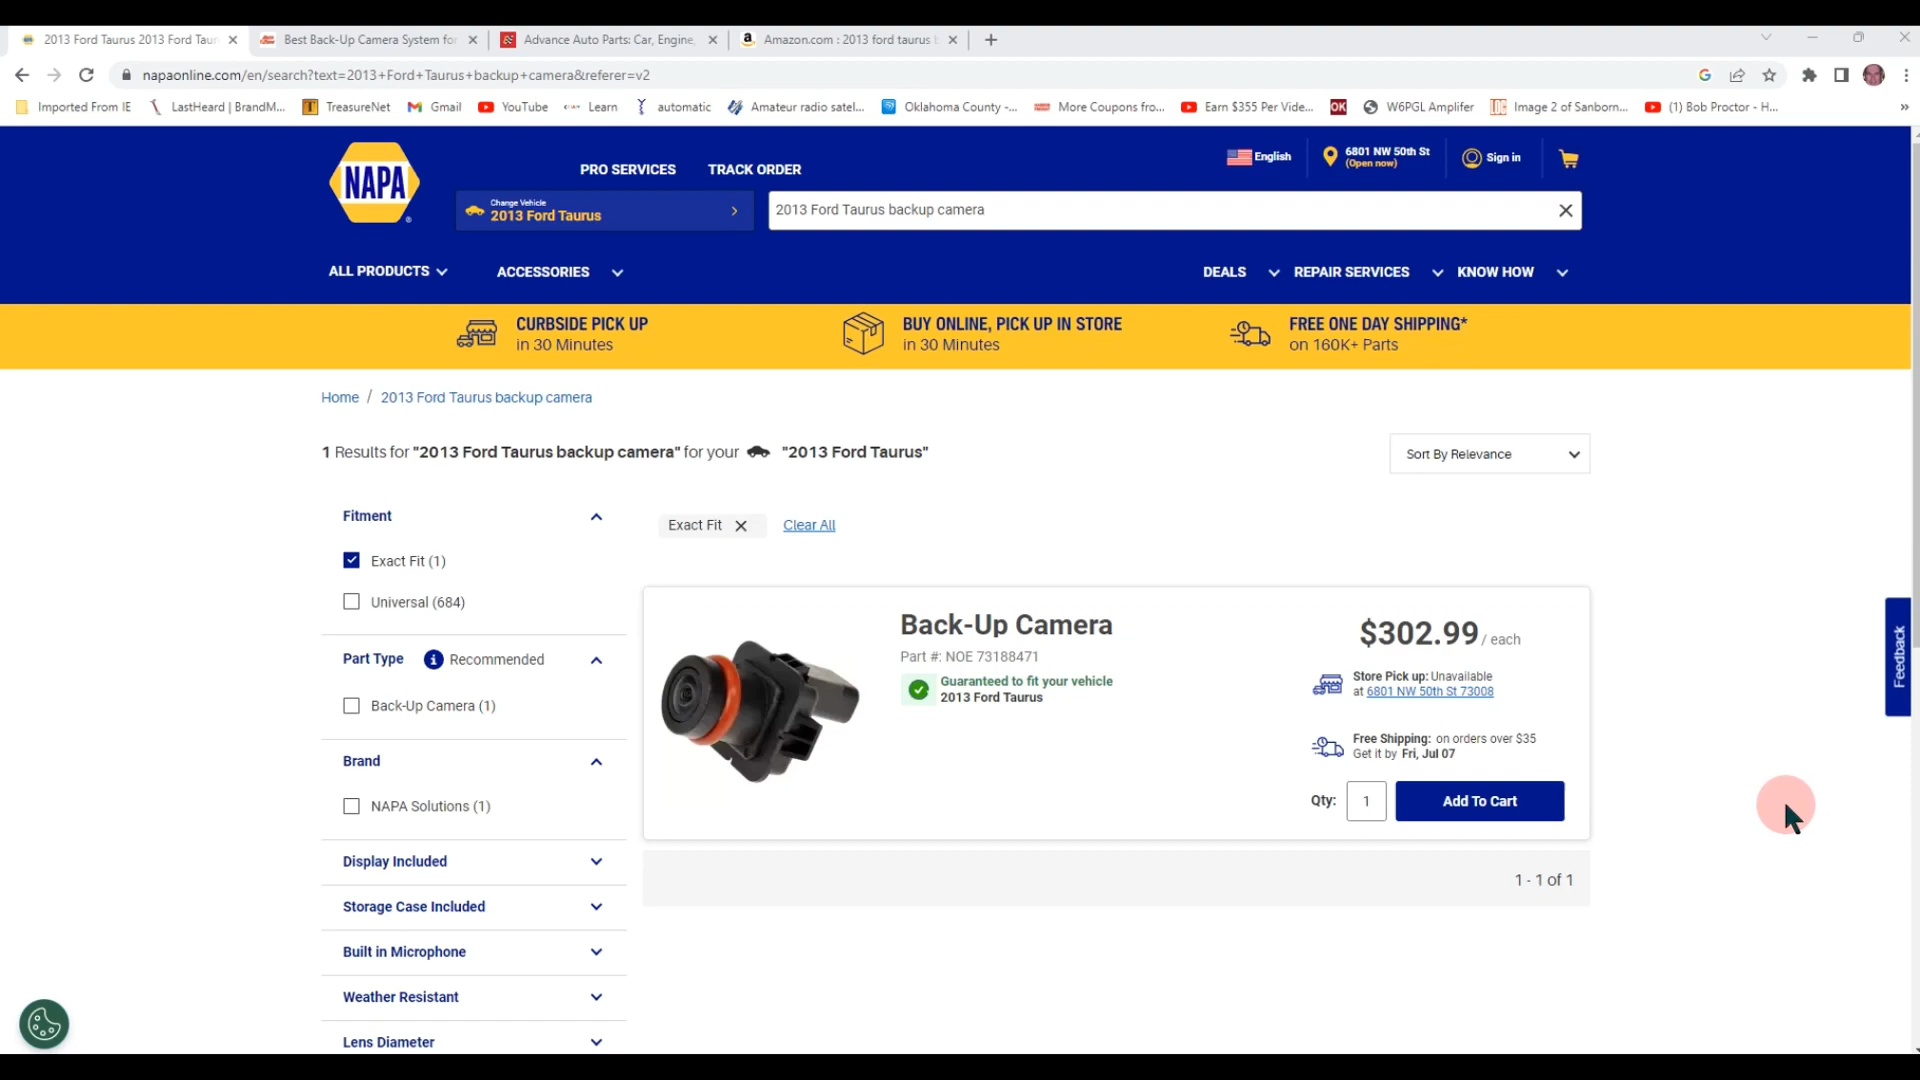 2013 Ford Taurus 2013 Ford Taur
Best Back-Up Camera System for
Advance Auto Parts: Car, Engine,
Amazon.com : 2013 ford taurus b
napaonline.com/en/search?text=2013+Ford+Taurus+backup+camera&referer=v2
Imported From IE
LastHeard | BrandM...
TreasureNet
Gmail
YouTube
Learn
automatic
Amateur radio satel...
Oklahoma County -...
More Coupons fro...
Earn $355 Per Vide...
OK
W6PGL Amplifer
Image 2 of Sanborn...
(1) Bob Proctor - H...
»
NAPA
PRO SERVICES
TRACK ORDER
English
6801 NW 50th St
(Open now)
Sign in
Change Vehicle
2013 Ford Taurus
2013 Ford Taurus backup camera
ALL PRODUCTS
ACCESSORIES
DEALS
REPAIR SERVICES
KNOW HOW
CURBSIDE PICK UP
in 30 Minutes
BUY ONLINE, PICK UP IN STORE
in 30 Minutes
FREE ONE DAY SHIPPING*
on 160K+ Parts
Home / 2013 Ford Taurus backup camera
1 Results for "2013 Ford Taurus backup camera" for your "2013 Ford Taurus"
Sort By Relevance
Fitment
Exact Fit (1)
Universal (684)
Part Type Recommended
Back-Up Camera (1)
Brand
NAPA Solutions (1)
Display Included
Storage Case Included
Built in Microphone
Weather Resistant
Lens Diameter
Exact Fit
Clear All
Back-Up Camera
Part #: NOE 73188471
Guaranteed to fit your vehicle
2013 Ford Taurus
$302.99 / each
Store Pick up: Unavailable
at 6801 NW 50th St 73008
Free Shipping: on orders over $35
Get it by Fri, Jul 07
Qty: 1
Add To Cart
1 - 1 of 1
Feedback